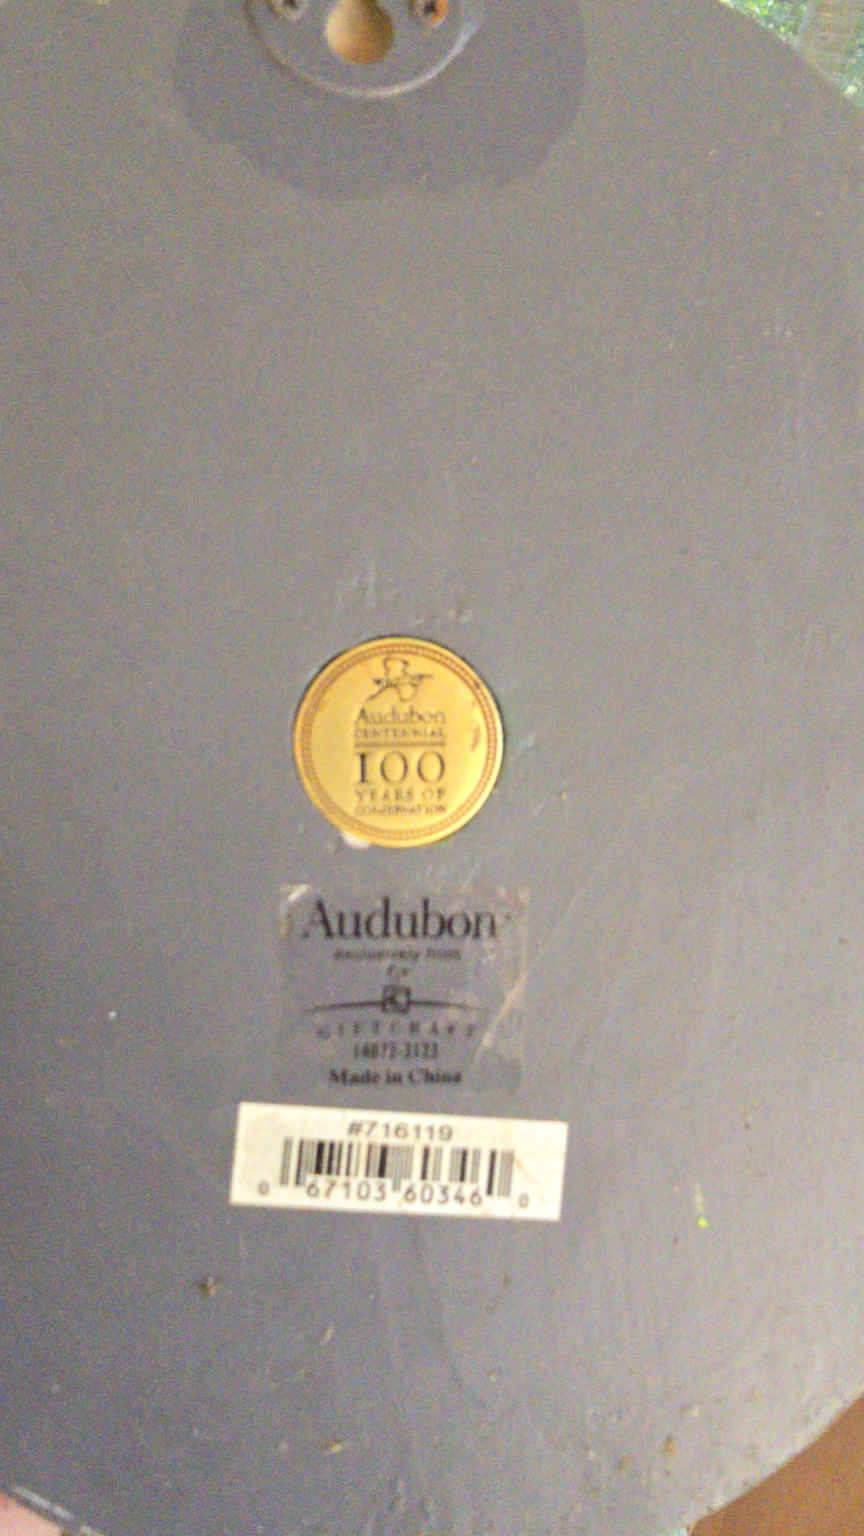 Audubon
CENTENNIAL
100
YEARS OF
CONSERVATION
Audubon
exclusively from
GIFTCRAFT
Made in China
#716119
0 67103 60346 0